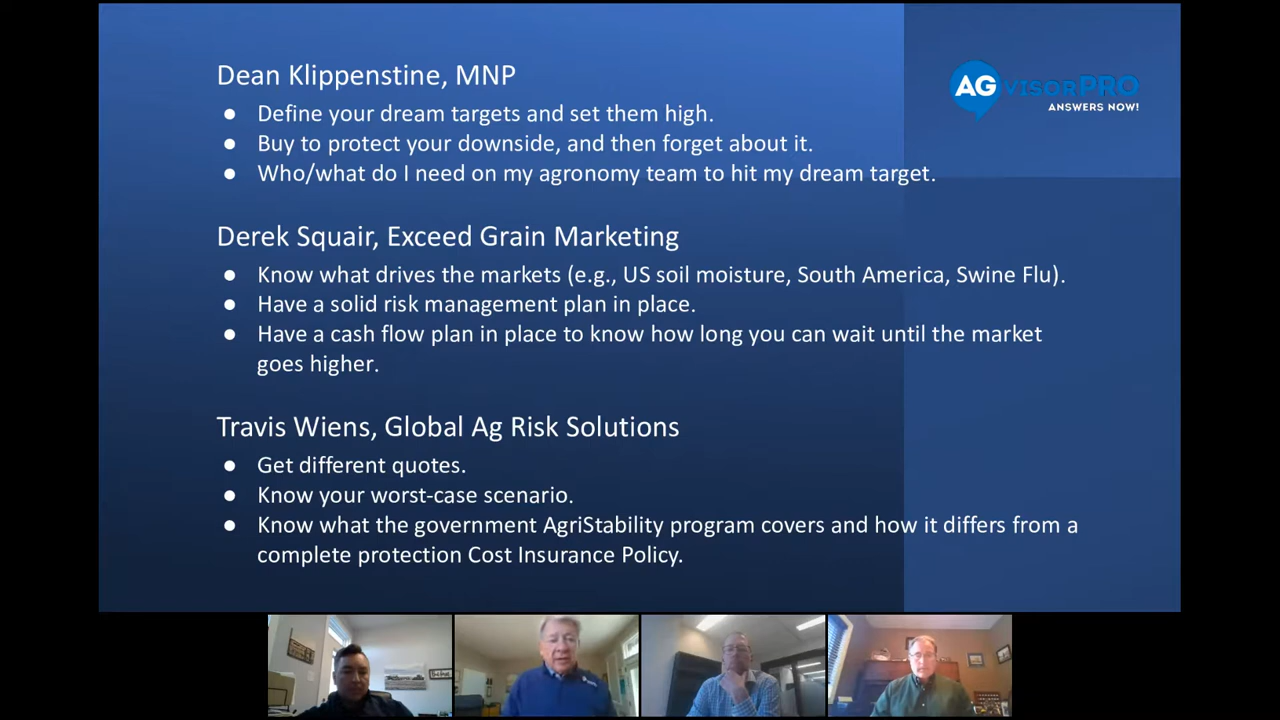 Dean Klippenstine, MNP
● Define your dream targets and set them high.
● Buy to protect your downside, and then forget about it.
● Who/what do I need on my agronomy team to hit my dream target.
Derek Squair, Exceed Grain Marketing
● Know what drives the markets (e.g., US soil moisture, South America, Swine Flu).
● Have a solid risk management plan in place.
● Have a cash flow plan in place to know how long you can wait until the market
goes higher.
Travis Wiens, Global Ag Risk Solutions
● Get different quotes.
● Know your worst-case scenario.
● Know what the government AgriStability program covers and how it differs from a
complete protection Cost Insurance Policy.
AGVISORPRO
ANSWERS NOW!